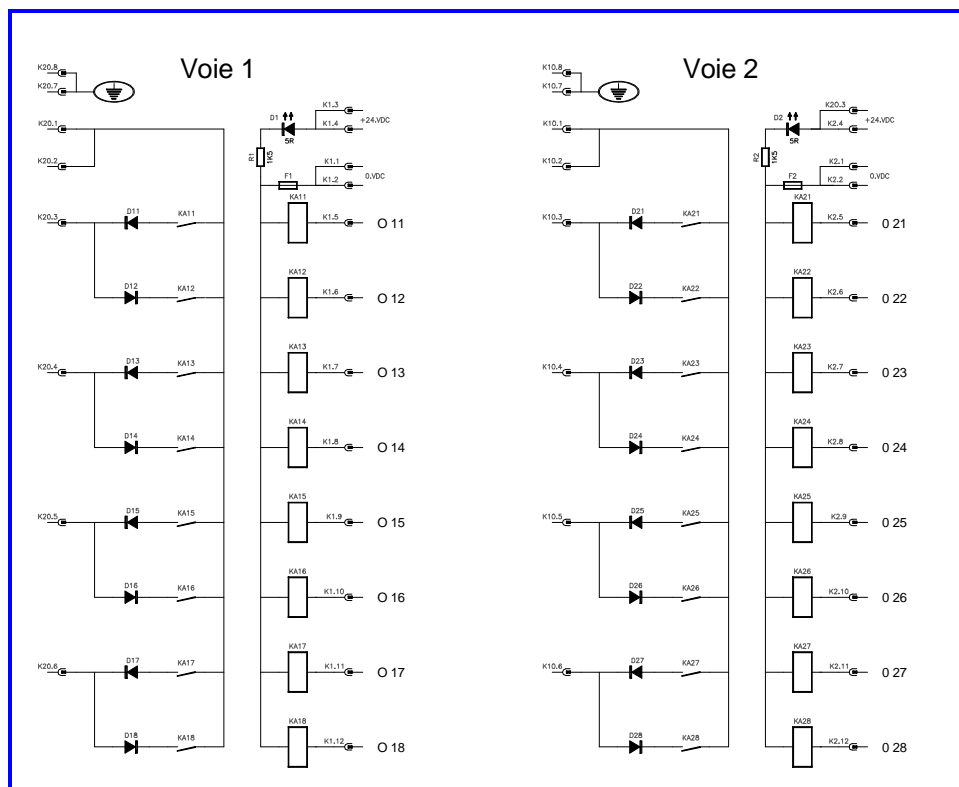 Voie 1
K20.8
K20.7
D1
K1.3
K20.1
K1.4
+24.VDC
5R
K20.2
R1
1K5
K1.1
F1
K1.2
0.VDC
KA11
K20.3
D11
KA11
K1.5
O 11
KA12
D12
KA12
K1.6
O 12
KA13
K20.4
D13
KA13
K1.7
O 13
KA14
D14
KA14
K1.8
O 14
KA15
K20.5
D15
KA15
K1.9
O 15
KA16
D16
KA16
K1.10
O 16
KA17
K20.6
D17
KA17
K1.11
O 17
KA18
D18
KA18
K1.12
O 18
Voie 2
K10.8
K10.7
D2
K20.3
K10.1
K2.4
+24.VDC
5R
K10.2
R2
1K5
K2.1
F2
K2.2
0.VDC
KA21
K10.3
D21
KA21
K2.5
0 21
KA22
D22
KA22
K2.6
0 22
KA23
K10.4
D23
KA23
K2.7
0 23
KA24
D24
KA24
K2.8
0 24
KA25
K10.5
D25
KA25
K2.9
0 25
KA26
D26
KA26
K2.10
0 26
KA27
K10.6
D27
KA27
K2.11
0 27
KA28
D28
KA28
K2.12
0 28